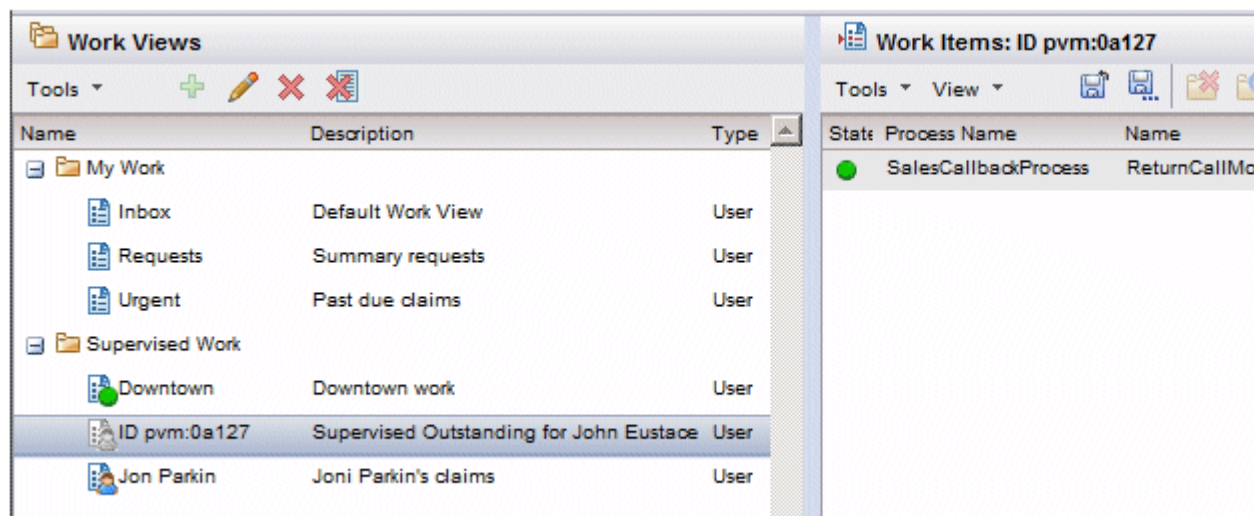 Work Views
Tools
Name Description Type
My Work
Inbox Default Work View User
Requests Summary requests User
Urgent Past due claims User
Supervised Work
Downtown Downtown work User
ID pvm:0a127 Supervised Outstanding for John Eustace User
Jon Parkin Joni Parkin's claims User
Work Items: ID pvm:0a127
Tools View
State Process Name Name
SalesCallbackProcess ReturnCallMo